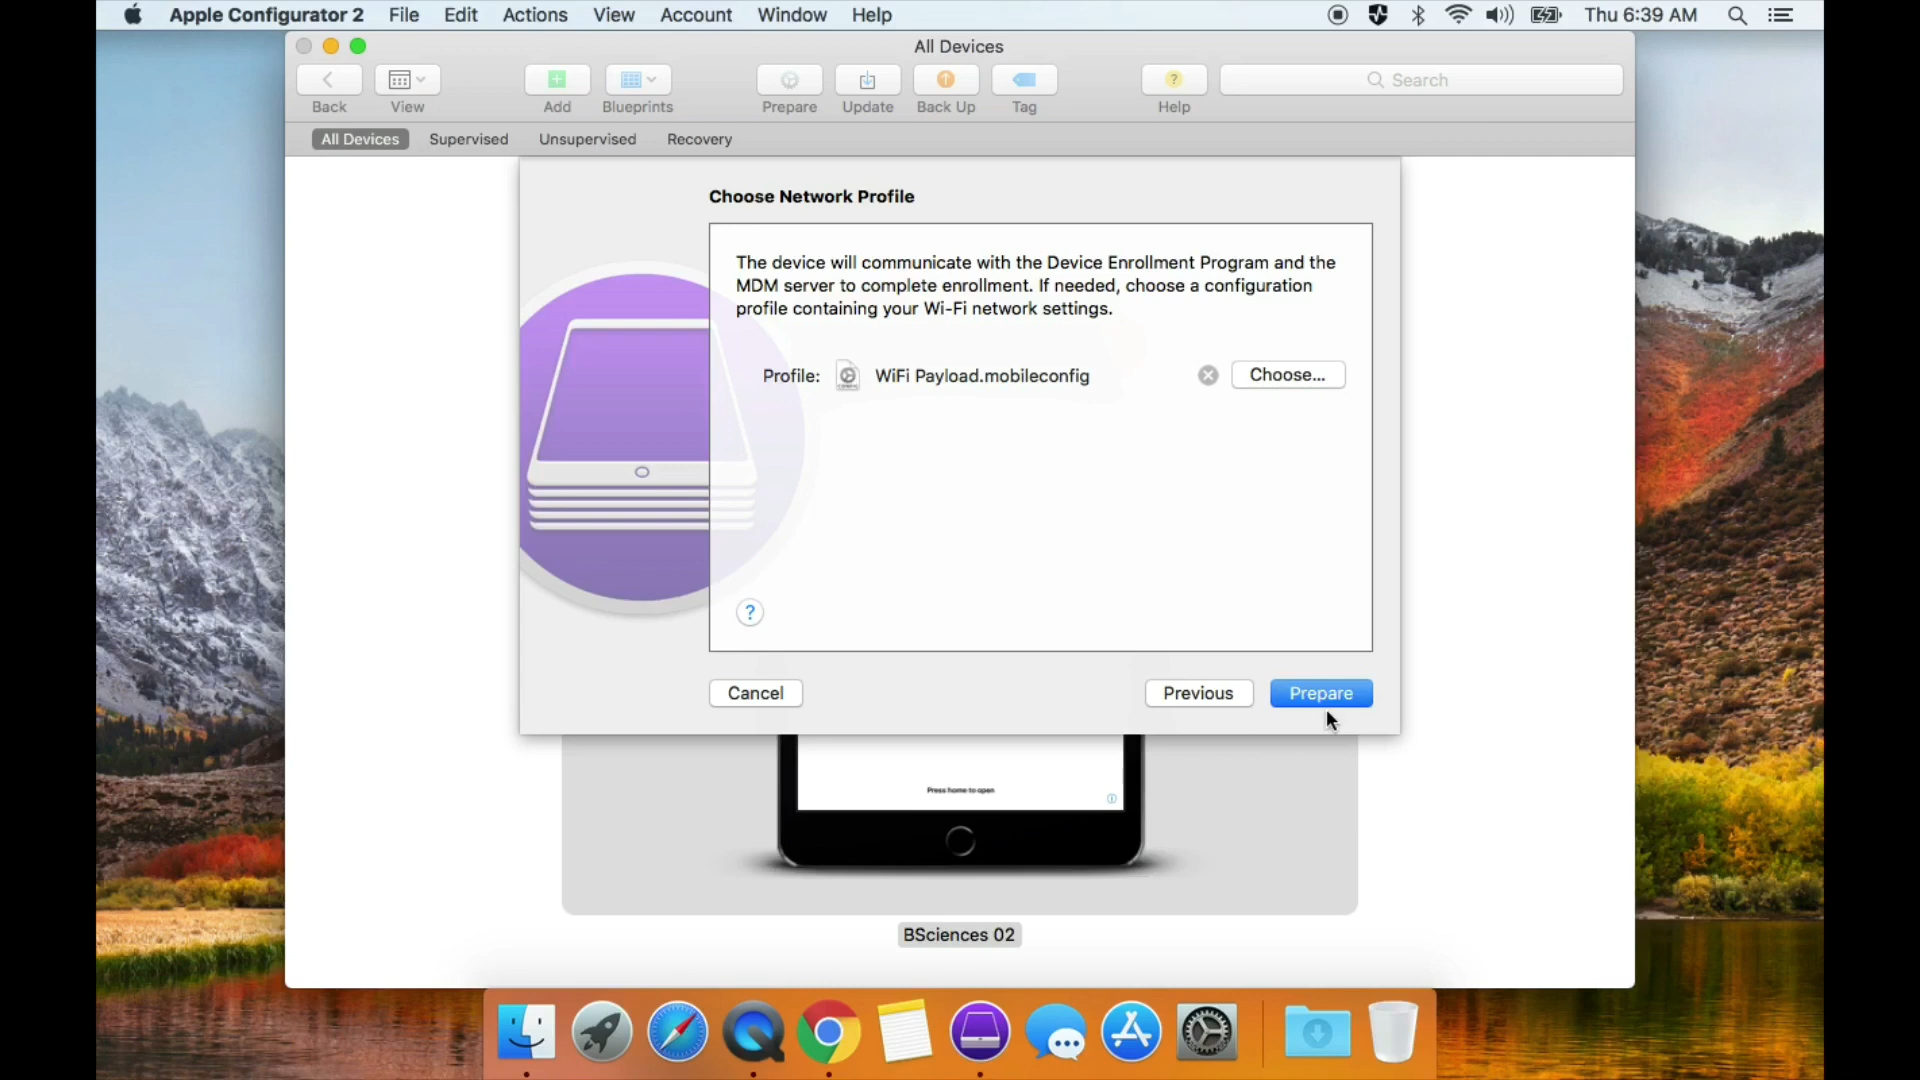 Apple Configurator 2 File Edit Actions View Account Window Help Thu 6:39 AM
All Devices
Search
Back View Add Blueprints Prepare Update Back Up Tag Help
All Devices Supervised Unsupervised Recovery
Choose Network Profile
The device will communicate with the Device Enrollment Program and the
MDM server to complete enrollment. If needed, choose a configuration
profile containing your Wi-Fi network settings.
Profile: WiFi Payload.mobileconfig Choose...
?
Cancel Previous Prepare
Press home to open
BSciences 02